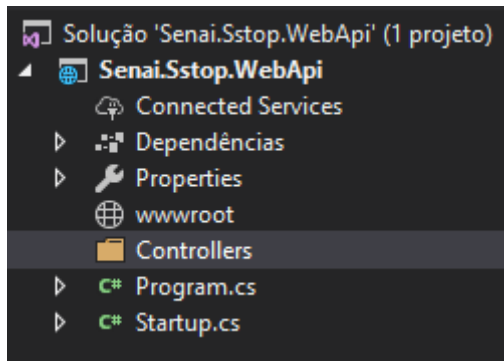 Solução 'Senai.Sstop.WebApi' (1 projeto)
Senai.Sstop.WebApi
Connected Services
Dependências
Properties
wwwroot
Controllers
C# Program.cs
C# Startup.cs